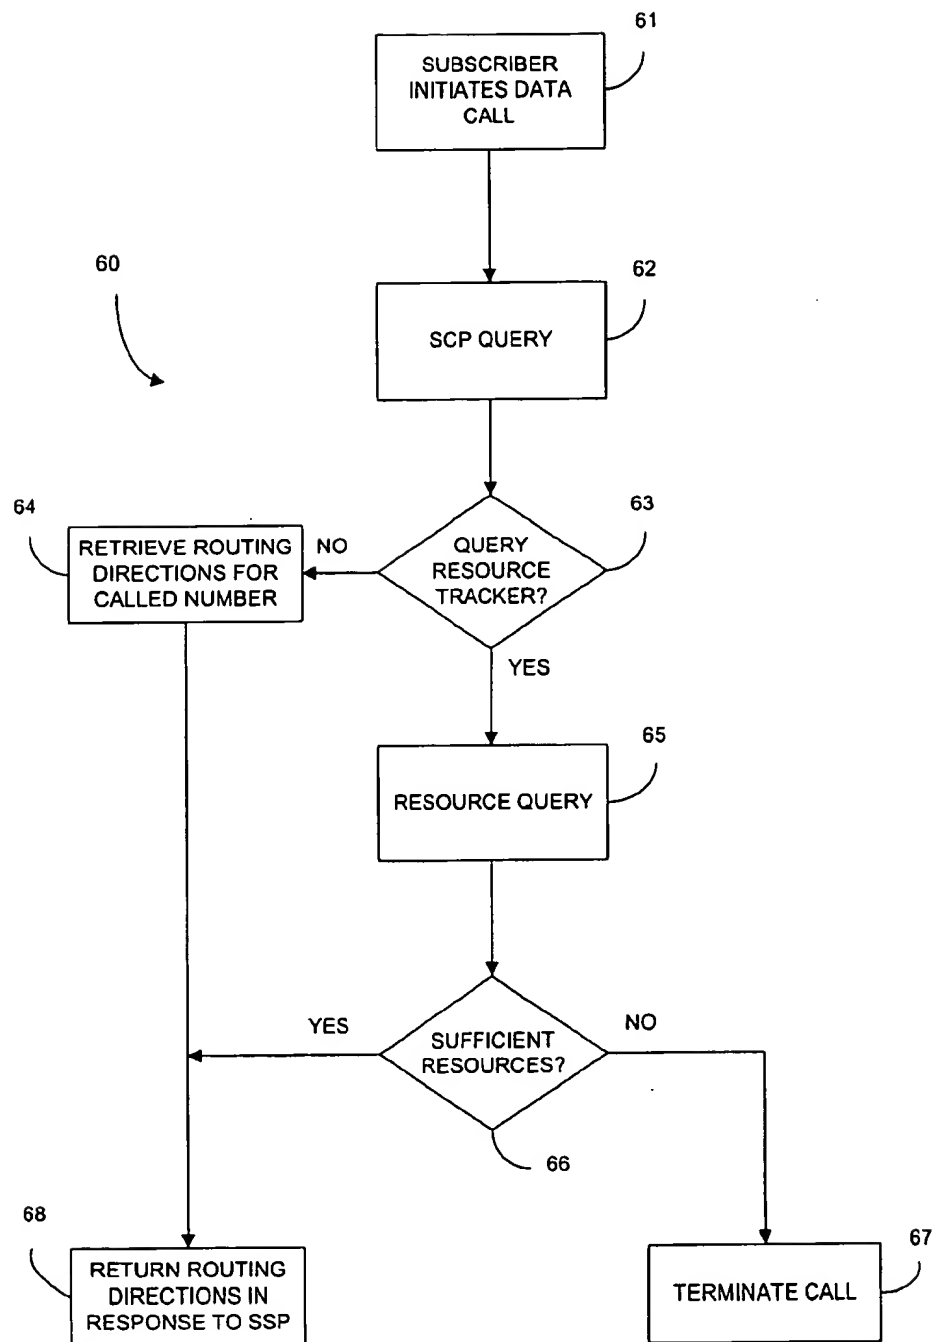 61
SUBSCRIBER
INITIATES DATA
CALL
60
62
SCP QUERY
64
63
RETRIEVE ROUTING
DIRECTIONS FOR
CALLED NUMBER
NO
QUERY
RESOURCE
TRACKER?
YES
65
RESOURCE QUERY
YES
NO
SUFFICIENT
RESOURCES?
66
68
67
RETURN ROUTING
DIRECTIONS IN
RESPONSE TO SSP
TERMINATE CALL